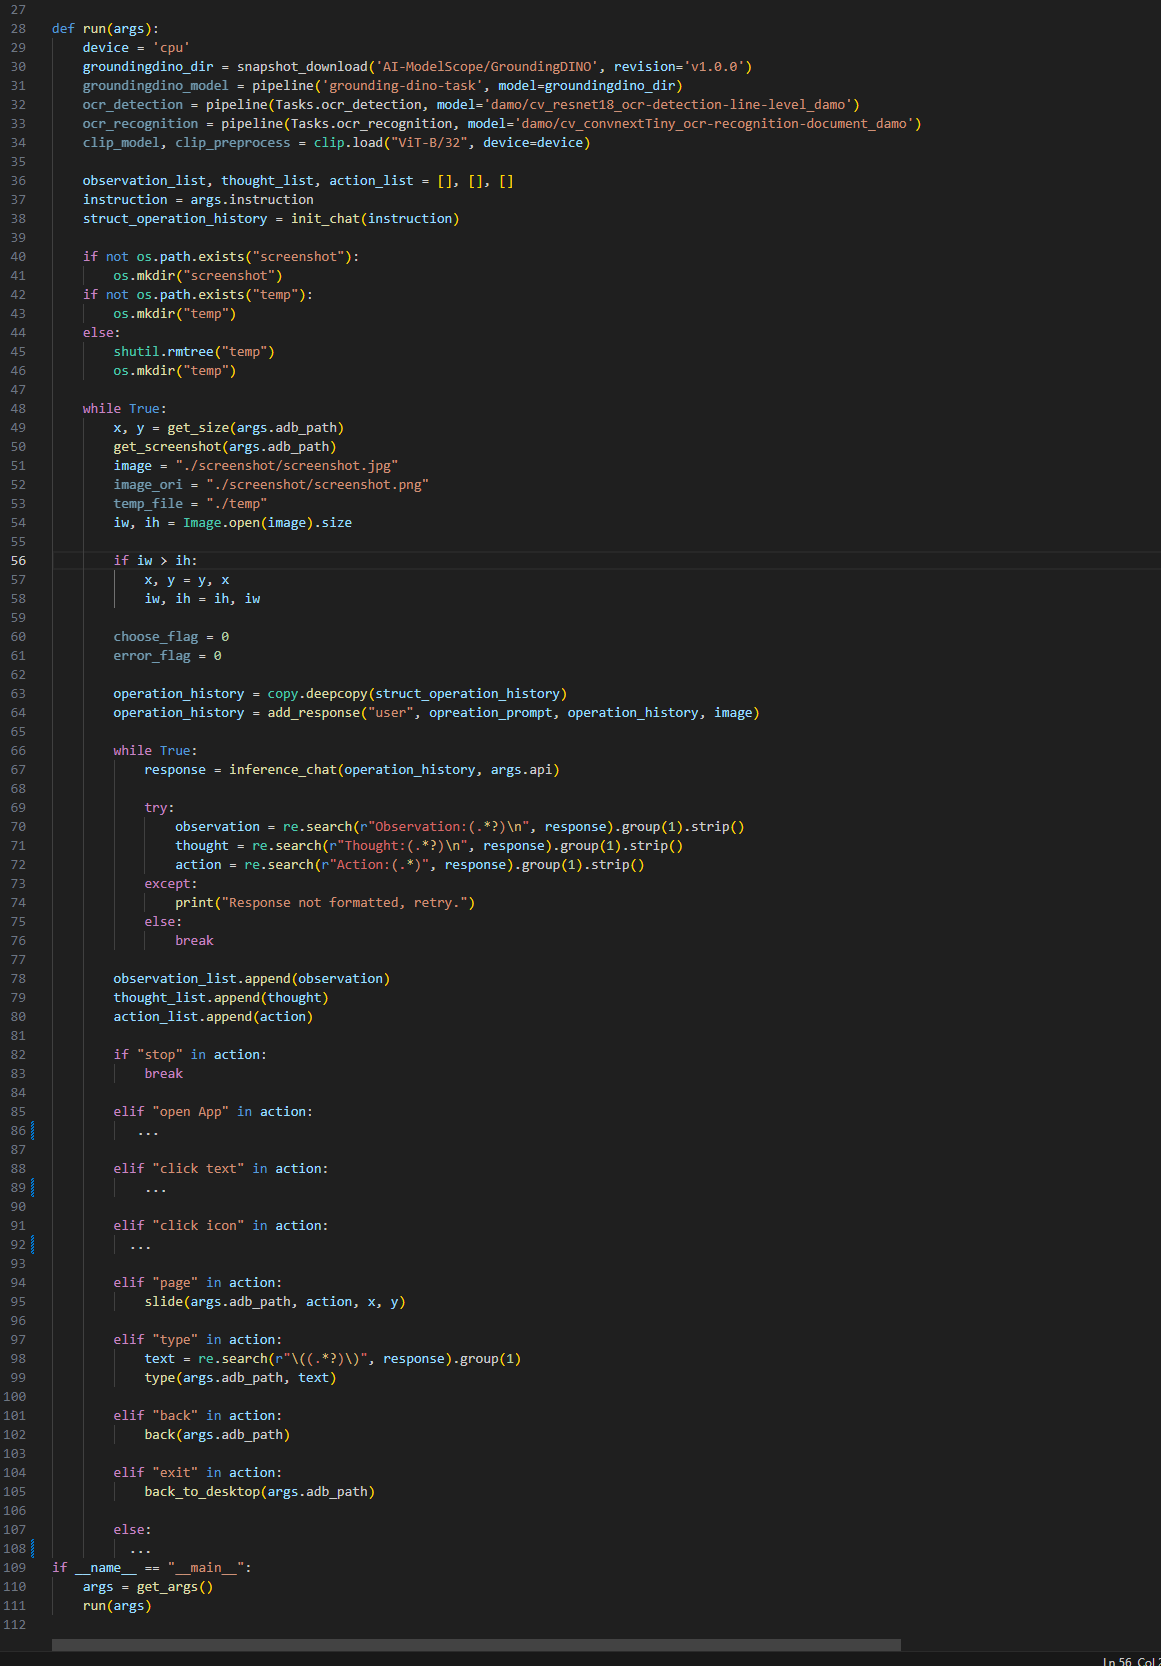 27
28 def run(args):
29     device = 'cpu'
30     groundingdino_dir = snapshot_download('AI-ModelScope/GroundingDINO', revision='v1.0.0')
31     groundingdino_model = pipeline('grounding-dino-task', model=groundingdino_dir)
32     ocr_detection = pipeline(Tasks.ocr_detection, model='damo/cv_resnet18_ocr-detection-line-level_damo')
33     ocr_recognition = pipeline(Tasks.ocr_recognition, model='damo/cv_convnextTiny_ocr-recognition-document_damo')
34     clip_model, clip_preprocess = clip.load("ViT-B/32", device=device)
35
36     observation_list, thought_list, action_list = [], [], []
37     instruction = args.instruction
38     struct_operation_history = init_chat(instruction)
39
40     if not os.path.exists("screenshot"):
41         os.mkdir("screenshot")
42     if not os.path.exists("temp"):
43         os.mkdir("temp")
44     else:
45         shutil.rmtree("temp")
46         os.mkdir("temp")
47
48     while True:
49         x, y = get_size(args.adb_path)
50         get_screenshot(args.adb_path)
51         image = "./screenshot/screenshot.jpg"
52         image_ori = "./screenshot/screenshot.png"
53         temp_file = "./temp"
54         iw, ih = Image.open(image).size
55
56         if iw > ih:
57             x, y = y, x
58             iw, ih = ih, iw
59
60         choose_flag = 0
61         error_flag = 0
62
63         operation_history = copy.deepcopy(struct_operation_history)
64         operation_history = add_response("user", opreation_prompt, operation_history, image)
65
66         while True:
67             response = inference_chat(operation_history, args.api)
68
69             try:
70                 observation = re.search(r"Observation:(.*?)\n", response).group(1).strip()
71                 thought = re.search(r"Thought:(.*?)\n", response).group(1).strip()
72                 action = re.search(r"Action:(.*)", response).group(1).strip()
73             except:
74                 print("Response not formatted, retry.")
75             else:
76                 break
77
78         observation_list.append(observation)
79         thought_list.append(thought)
80         action_list.append(action)
81
82         if "stop" in action:
83             break
84
85         elif "open App" in action:
86            ...
87
88         elif "click text" in action:
89             ...
90
91         elif "click icon" in action:
92           ...
93
94         elif "page" in action:
95             slide(args.adb_path, action, x, y)
96
97         elif "type" in action:
98             text = re.search(r"\((.*?)\)", response).group(1)
99             type(args.adb_path, text)
100
101         elif "back" in action:
102             back(args.adb_path)
103
104         elif "exit" in action:
105             back_to_desktop(args.adb_path)
106
107         else:
108           ...
109 if __name__ == "__main__":
110     args = get_args()
111     run(args)
112
Ln 56, Col